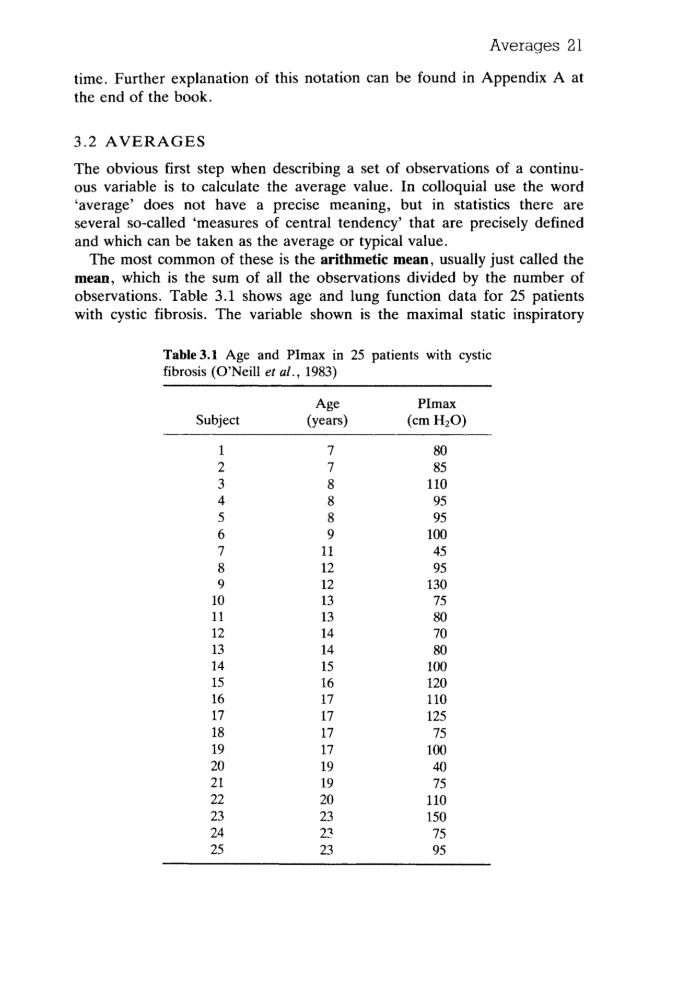 Averages 21
time. Further explanation of this notation can be found in Appendix A at
the end of the book.
3.2 AVERAGES
The obvious first step when describing a set of observations of a continu-
ous variable is to calculate the average value. In colloquial use the word
‘average’ does not have a precise meaning, but in statistics there are
several so-called ‘measures of central tendency’ that are precisely defined
and which can be taken as the average or typical value.
The most common of these is the arithmetic mean, usually just called the
mean, which is the sum of all the observations divided by the number of
observations. Table 3.1 shows age and lung function data for 25 patients
with cystic fibrosis. The variable shown is the maximal static inspiratory
Table 3.1 Age and PImax in 25 patients with cystic
fibrosis (O’Neill et al., 1983)
Age PImax
Subject (years) (cm H₂O)
1 7 80
2 7 85
3 8 110
4 8 95
5 8 95
6 9 100
7 11 45
8 12 95
9 12 130
10 13 75
11 13 80
12 14 70
13 14 80
14 15 100
15 16 120
16 17 110
17 17 125
18 17 75
19 17 100
20 19 40
21 19 75
22 20 110
23 23 150
24 23 75
25 23 95